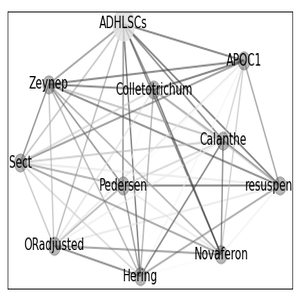 ADHLSCs
APOC1
Zeynep
Colletotrichum
Calanthe
Sect
Pedersen
resuspen
ORadjusted
Novaferon
Hering